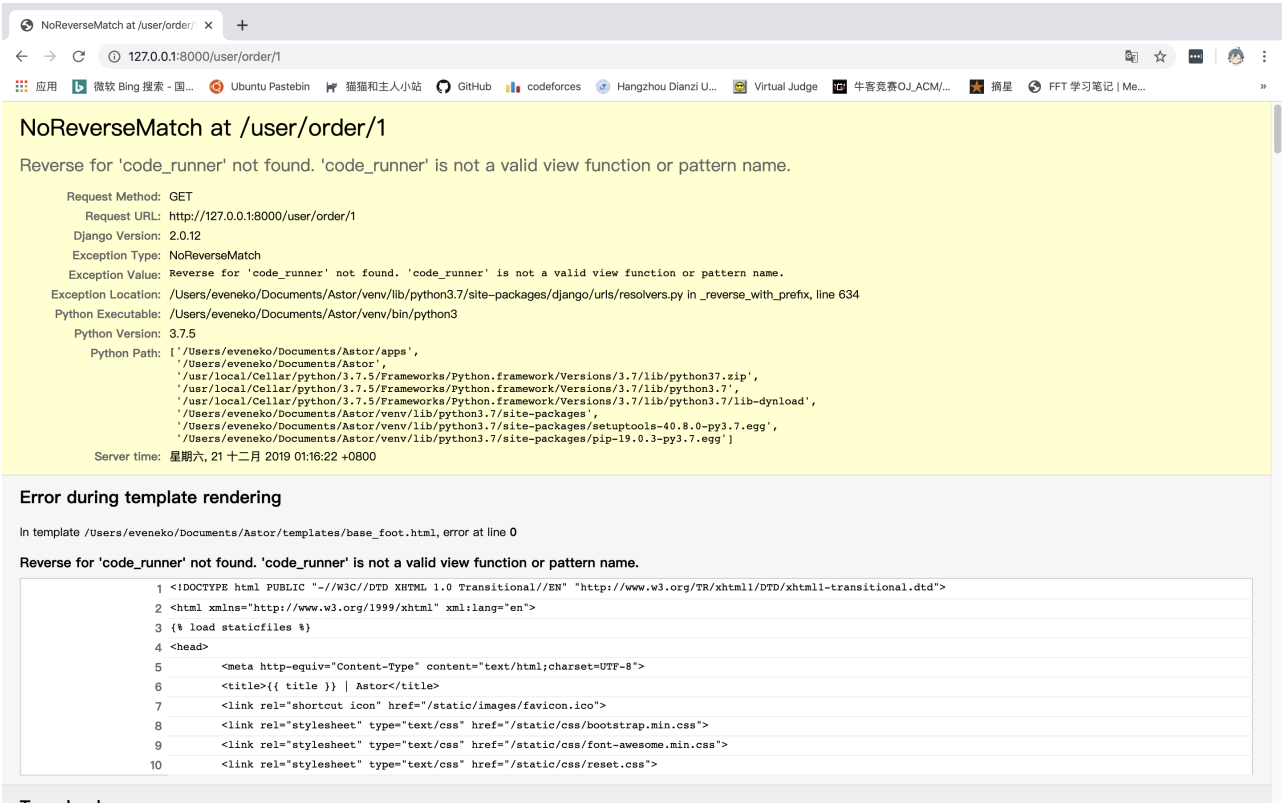 NoReverseMatch at /user/order/
127.0.0.1:8000/user/order/1
应用 微软 Bing 搜索 - 国... Ubuntu Pastebin 猫猫和主人小站 GitHub codeforces Hangzhou Dianzi U... Virtual Judge 牛客竞赛OJ_ACM/... 摘星 FFT 学习笔记 | Me... »
NoReverseMatch at /user/order/1
Reverse for 'code_runner' not found. 'code_runner' is not a valid view function or pattern name.
Request Method: GET
Request URL: http://127.0.0.1:8000/user/order/1
Django Version: 2.0.12
Exception Type: NoReverseMatch
Exception Value: Reverse for 'code_runner' not found. 'code_runner' is not a valid view function or pattern name.
Exception Location: /Users/eveneko/Documents/Astor/venv/lib/python3.7/site-packages/django/urls/resolvers.py in _reverse_with_prefix, line 634
Python Executable: /Users/eveneko/Documents/Astor/venv/bin/python3
Python Version: 3.7.5
Python Path: ['/Users/eveneko/Documents/Astor/apps',
'/Users/eveneko/Documents/Astor',
'/usr/local/Cellar/python/3.7.5/Frameworks/Python.framework/Versions/3.7/lib/python37.zip',
'/usr/local/Cellar/python/3.7.5/Frameworks/Python.framework/Versions/3.7/lib/python3.7',
'/usr/local/Cellar/python/3.7.5/Frameworks/Python.framework/Versions/3.7/lib/python3.7/lib-dynload',
'/Users/eveneko/Documents/Astor/venv/lib/python3.7/site-packages',
'/Users/eveneko/Documents/Astor/venv/lib/python3.7/site-packages/setuptools-40.8.0-py3.7.egg',
'/Users/eveneko/Documents/Astor/venv/lib/python3.7/site-packages/pip-19.0.3-py3.7.egg']
Server time: 星期六, 21 十二月 2019 01:16:22 +0800
Error during template rendering
In template /Users/eveneko/Documents/Astor/templates/base_foot.html, error at line 0
Reverse for 'code_runner' not found. 'code_runner' is not a valid view function or pattern name.
1 <!DOCTYPE html PUBLIC "-//W3C//DTD XHTML 1.0 Transitional//EN" "http://www.w3.org/TR/xhtml1/DTD/xhtml1-transitional.dtd">
2 <html xmlns="http://www.w3.org/1999/xhtml" xml:lang="en">
3 {% load staticfiles %}
4 <head>
5 <meta http-equiv="Content-Type" content="text/html;charset=UTF-8">
6 <title>{{ title }} | Astor</title>
7 <link rel="shortcut icon" href="/static/images/favicon.ico">
8 <link rel="stylesheet" type="text/css" href="/static/css/bootstrap.min.css">
9 <link rel="stylesheet" type="text/css" href="/static/css/font-awesome.min.css">
10 <link rel="stylesheet" type="text/css" href="/static/css/reset.css">